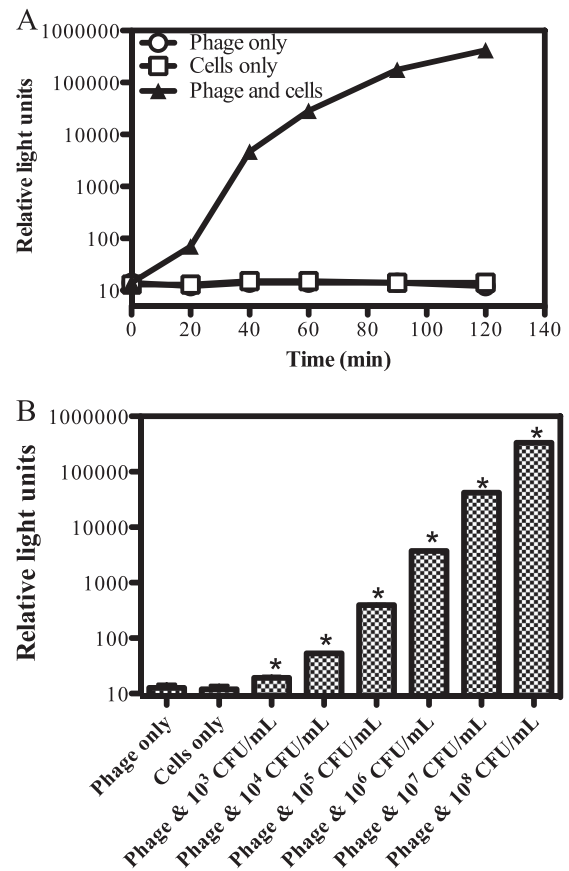 A
Relative light units
1000000
100000
10000
1000
100
10
Phage only
Cells only
Phage and cells
0 20 40 60 80 100 120 140
Time (min)
B
Relative light units
1000000
100000
10000
1000
100
10
* * * * * *
Phage only
Cells only
Phage & 10³ CFU/mL
Phage & 10⁴ CFU/mL
Phage & 10⁵ CFU/mL
Phage & 10⁶ CFU/mL
Phage & 10⁷ CFU/mL
Phage & 10⁸ CFU/mL